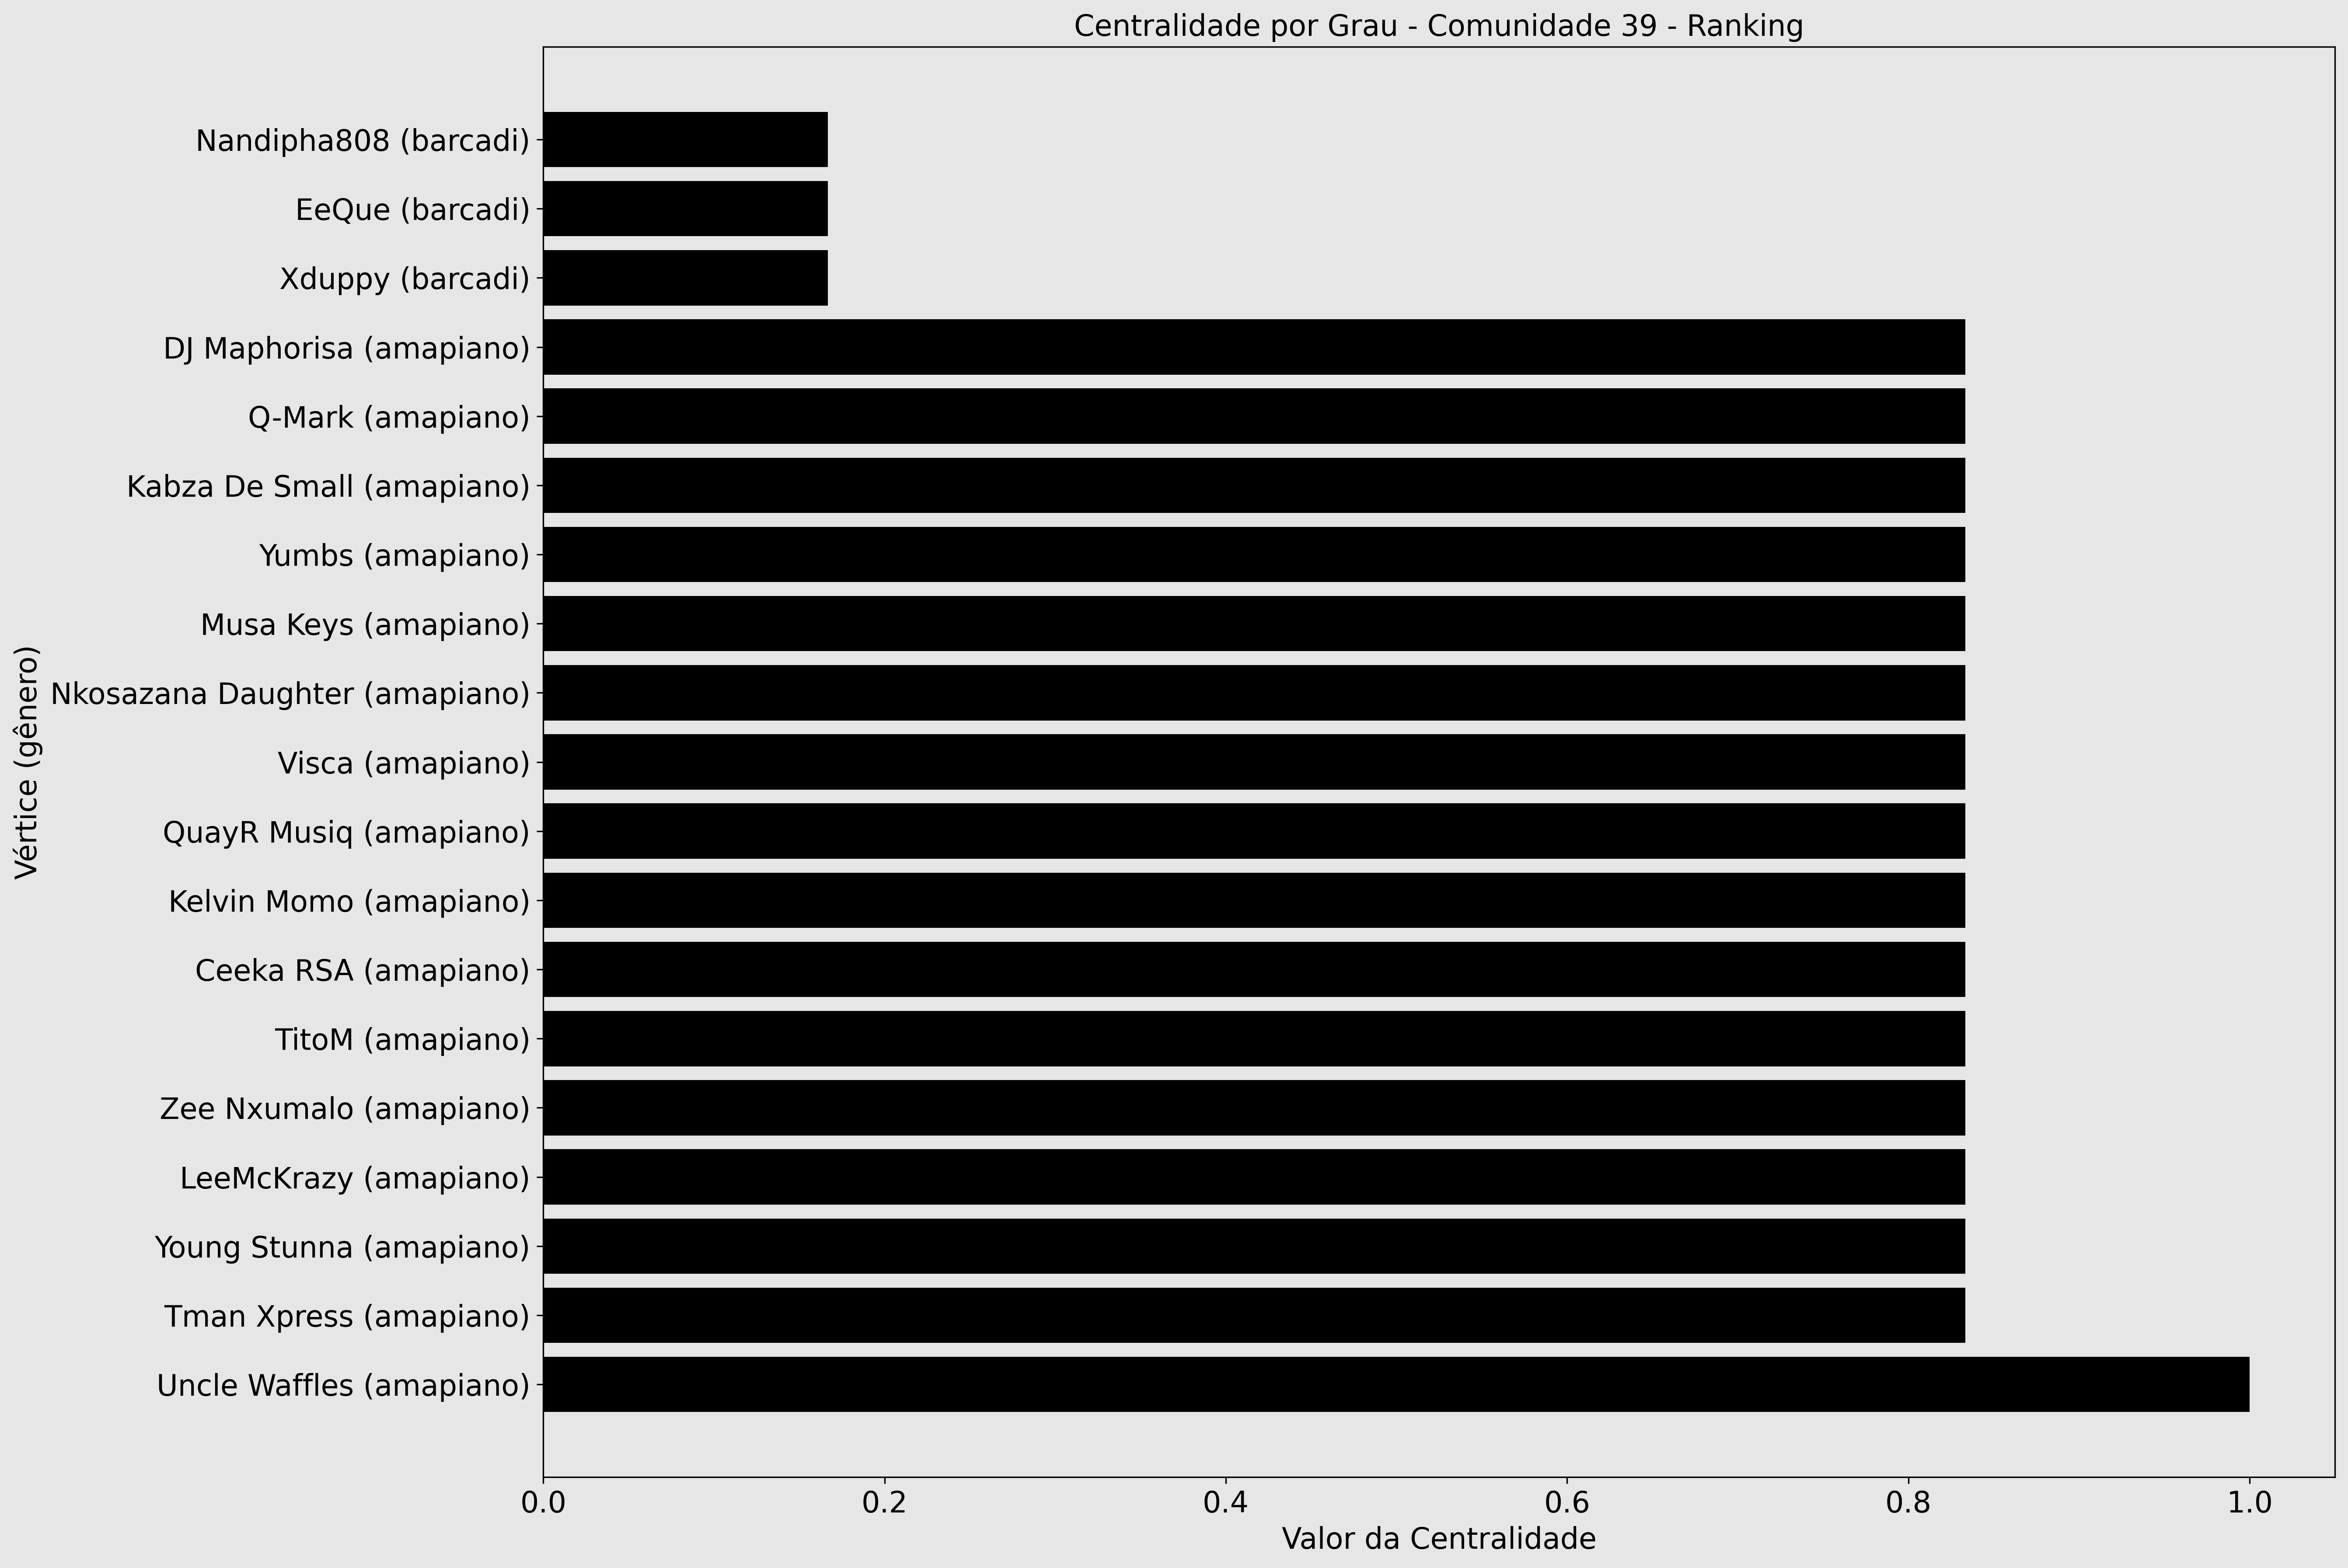 Centralidade por Grau - Comunidade 39 - Ranking
Vértice (gênero)
Nandipha808 (barcadi)
EeQue (barcadi)
Xduppy (barcadi)
DJ Maphorisa (amapiano)
Q-Mark (amapiano)
Kabza De Small (amapiano)
Yumbs (amapiano)
Musa Keys (amapiano)
Nkosazana Daughter (amapiano)
Visca (amapiano)
QuayR Musiq (amapiano)
Kelvin Momo (amapiano)
Ceeka RSA (amapiano)
TitoM (amapiano)
Zee Nxumalo (amapiano)
LeeMcKrazy (amapiano)
Young Stunna (amapiano)
Tman Xpress (amapiano)
Uncle Waffles (amapiano)
0.0 0.2 0.4 0.6 0.8 1.0
Valor da Centralidade